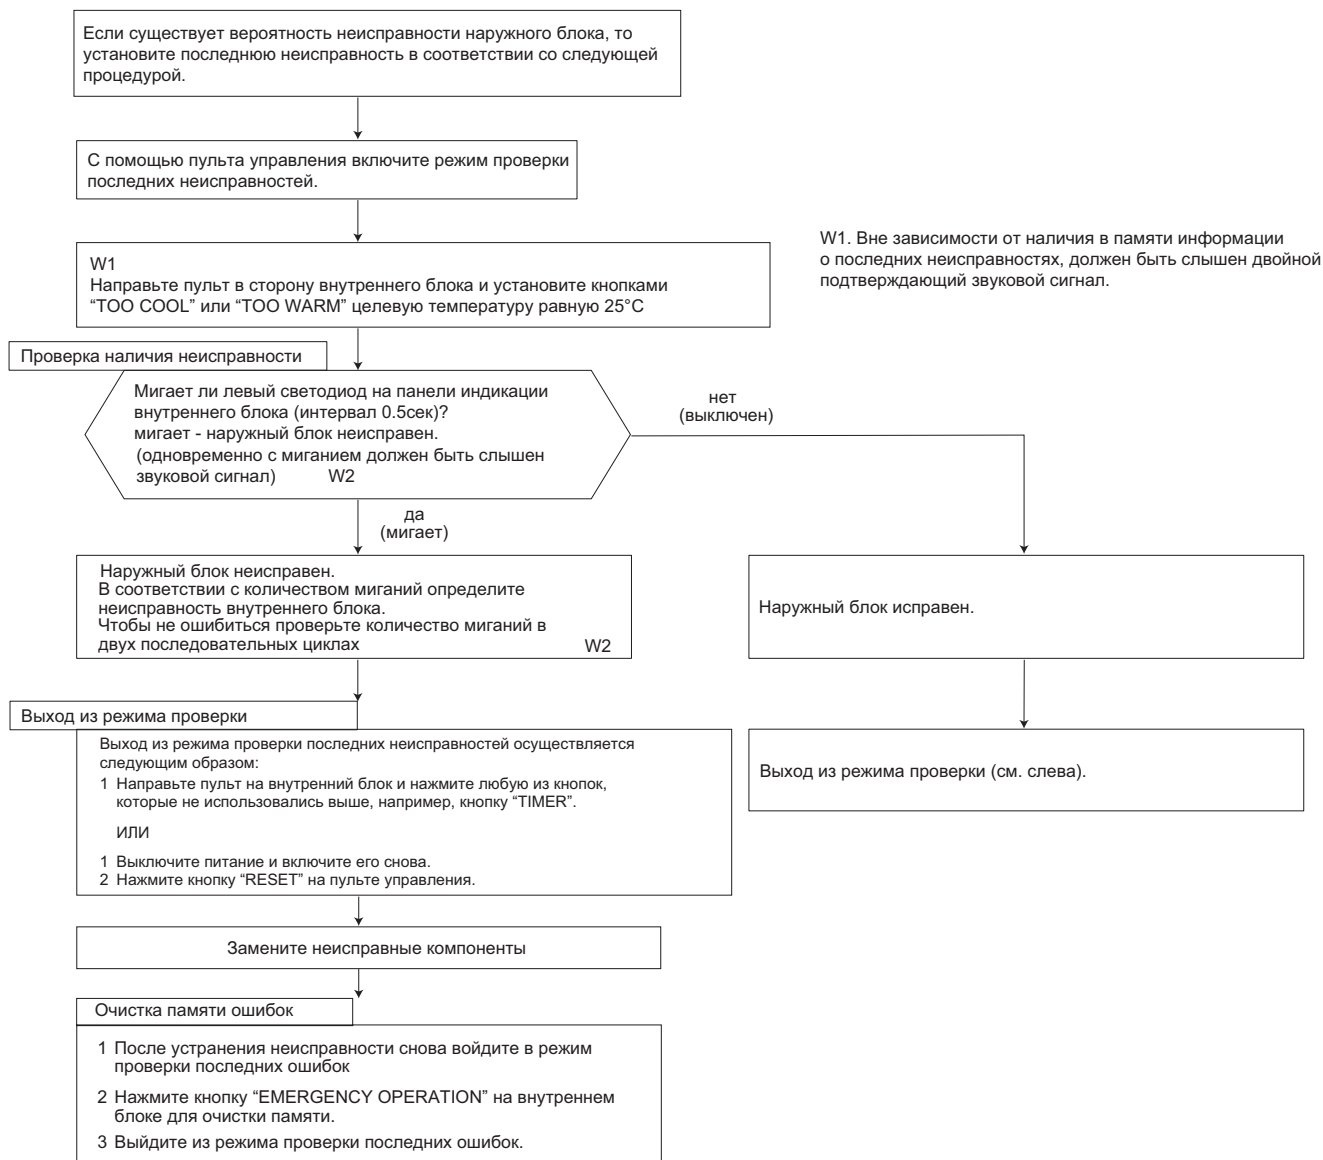 Если существует вероятность неисправности наружного блока, то
установите последнюю неисправность в соответствии со следующей
процедурой.
С помощью пульта управления включите режим проверки
последних неисправностей.
W1
Направьте пульт в сторону внутреннего блока и установите кнопками
“TOO COOL” или “TOO WARM” целевую температуру равную 25°C
W1. Вне зависимости от наличия в памяти информации
о последних неисправностях, должен быть слышен двойной
подтверждающий звуковой сигнал.
Проверка наличия неисправности
Мигает ли левый светодиод на панели индикации
внутреннего блока (интервал 0.5сек)?
мигает - наружный блок неисправен.
(одновременно с миганием должен быть слышен
звуковой сигнал) W2
нет
(выключен)
да
(мигает)
Наружный блок неисправен.
В соответствии с количеством миганий определите
неисправность внутреннего блока.
Чтобы не ошибиться проверьте количество миганий в
двух последовательных циклах W2
Наружный блок исправен.
Выход из режима проверки
Выход из режима проверки последних неисправностей осуществляется
следующим образом:
1 Направьте пульт на внутренний блок и нажмите любую из кнопок,
которые не использовались выше, например, кнопку “TIMER”.
ИЛИ
1 Выключите питание и включите его снова.
2 Нажмите кнопку “RESET” на пульте управления.
Выход из режима проверки (см. слева).
Замените неисправные компоненты
Очистка памяти ошибок
1 После устранения неисправности снова войдите в режим
проверки последних ошибок
2 Нажмите кнопку “EMERGENCY OPERATION” на внутреннем
блоке для очистки памяти.
3 Выйдите из режима проверки последних ошибок.